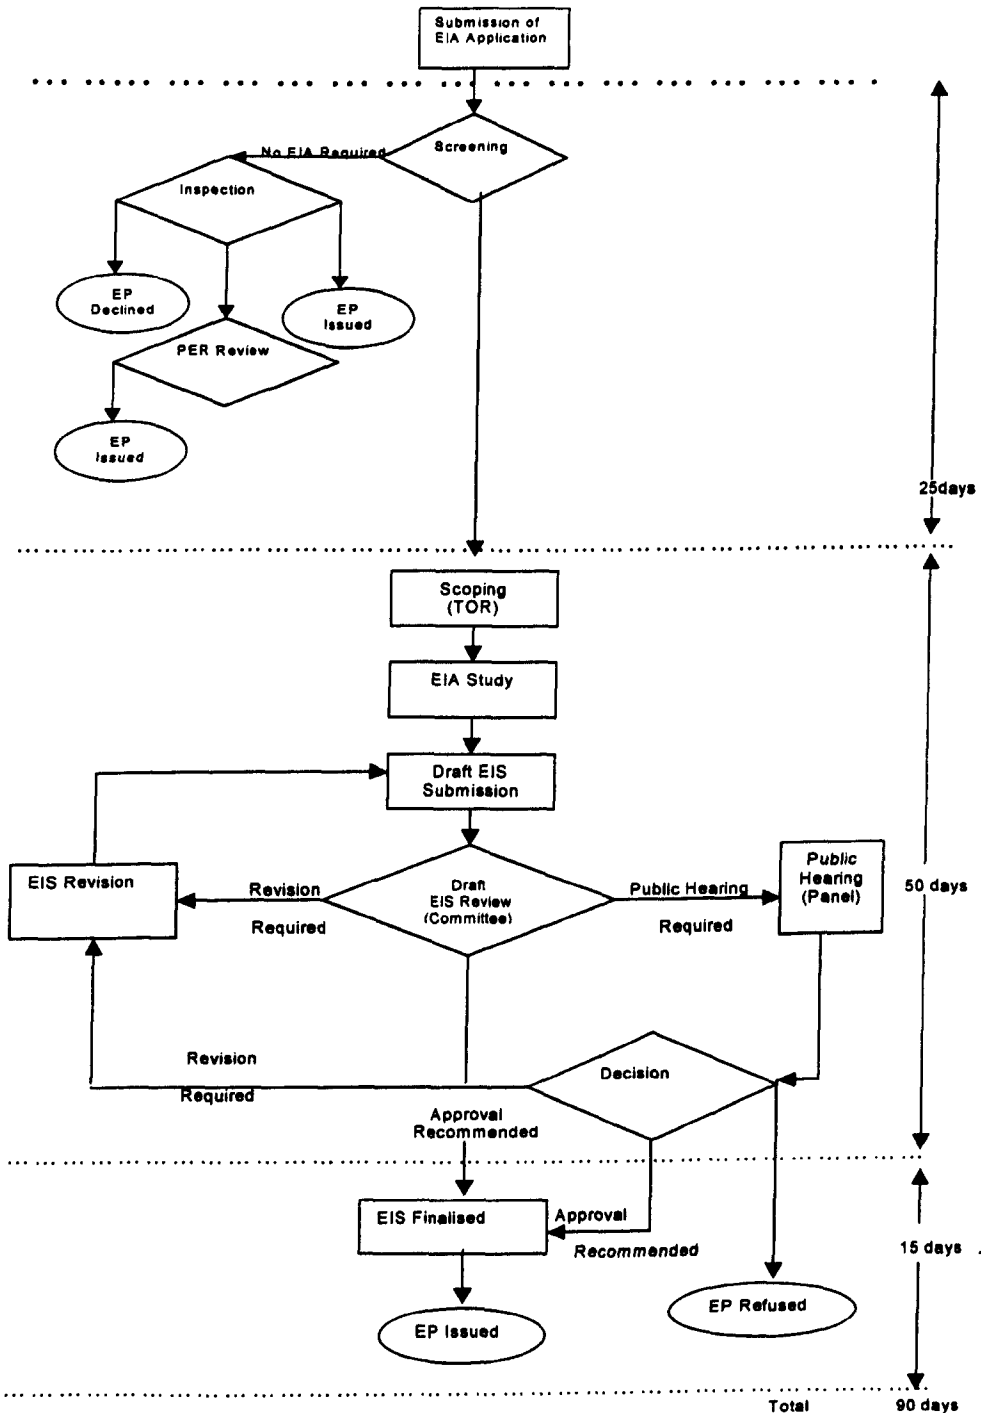 Submission of
EIA Application
Screening
No EIA Required
Inspection
EP
Declined
EP
Issued
PER Review
EP
Issued
25days
Scoping
(TOR)
EIA Study
Draft EIS
Submission
EIS Revision
Revision
Required
Draft
EIS Review
(Committee)
Public Hearing
Required
Public
Hearing
(Panel)
50 days
Revision
Required
Decision
Approval
Recommended
EIS Finalised
Approval
Recommended
15 days
EP Issued
EP Refused
Total 90 days